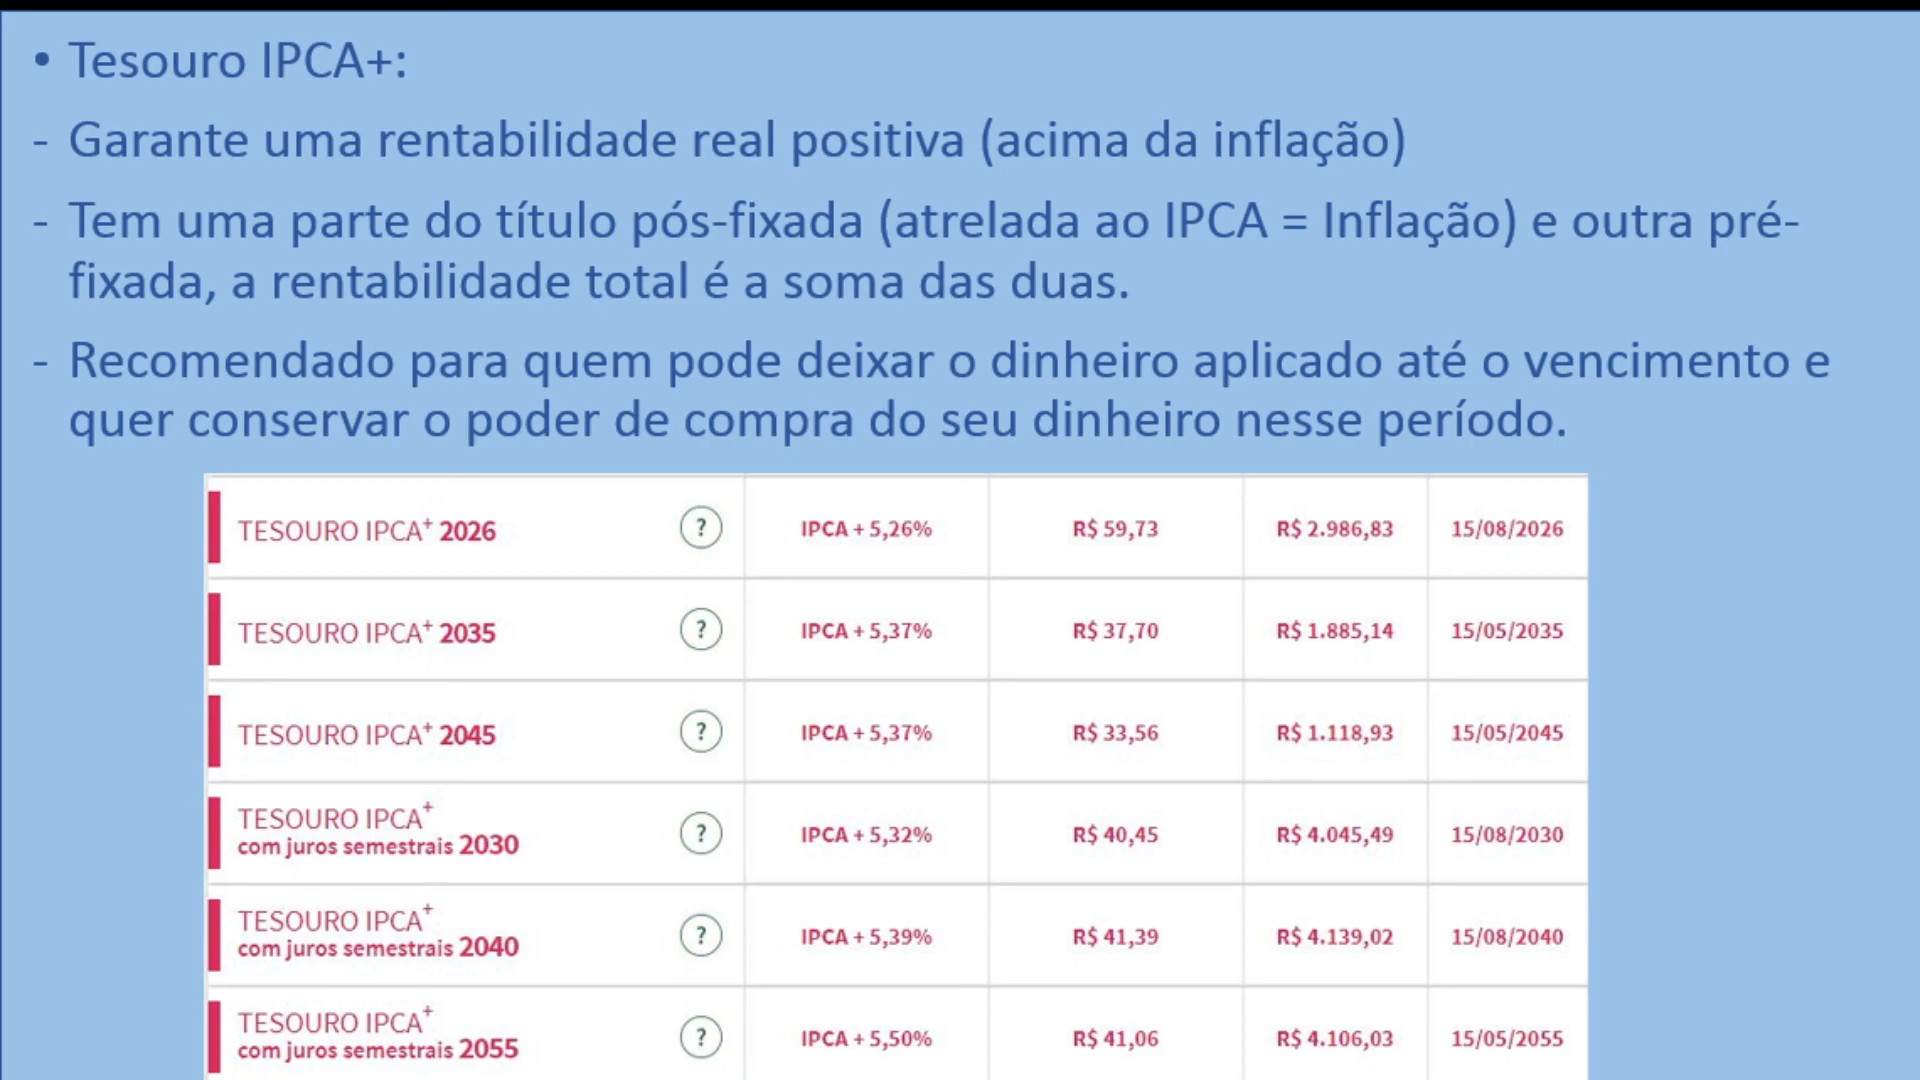 • Tesouro IPCA+:
- Garante uma rentabilidade real positiva (acima da inflação)
- Tem uma parte do título pós-fixada (atrelada ao IPCA = Inflação) e outra pré-
fixada, a rentabilidade total é a soma das duas.
- Recomendado para quem pode deixar o dinheiro aplicado até o vencimento e
quer conservar o poder de compra do seu dinheiro nesse período.
TESOURO IPCA+ 2026 ? IPCA + 5,26% R$ 59,73 R$ 2.986,83 15/08/2026
TESOURO IPCA+ 2035 ? IPCA + 5,37% R$ 37,70 R$ 1.885,14 15/05/2035
TESOURO IPCA+ 2045 ? IPCA + 5,37% R$ 33,56 R$ 1.118,93 15/05/2045
TESOURO IPCA+
com juros semestrais 2030 ? IPCA + 5,32% R$ 40,45 R$ 4.045,49 15/08/2030
TESOURO IPCA+
com juros semestrais 2040 ? IPCA + 5,39% R$ 41,39 R$ 4.139,02 15/08/2040
TESOURO IPCA+
com juros semestrais 2055 ? IPCA + 5,50% R$ 41,06 R$ 4.106,03 15/05/2055